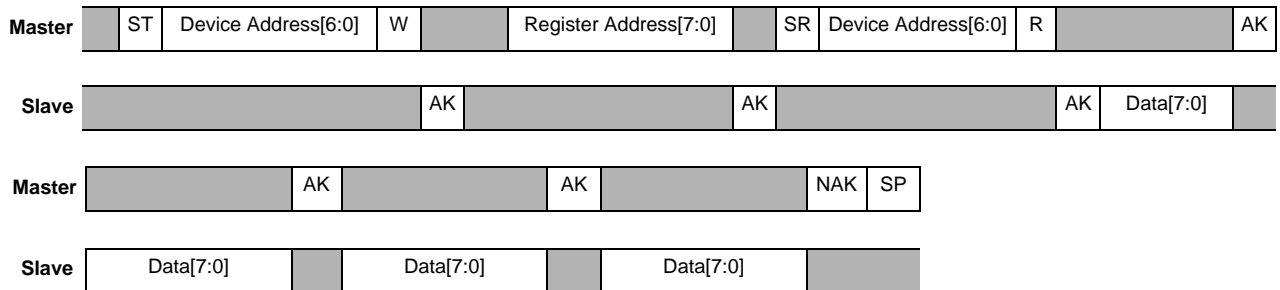 Master ST Device Address[6:0] W Register Address[7:0] SR Device Address[6:0] R AK
Slave AK AK AK Data[7:0]
Master AK AK NAK SP
Slave Data[7:0] Data[7:0] Data[7:0]